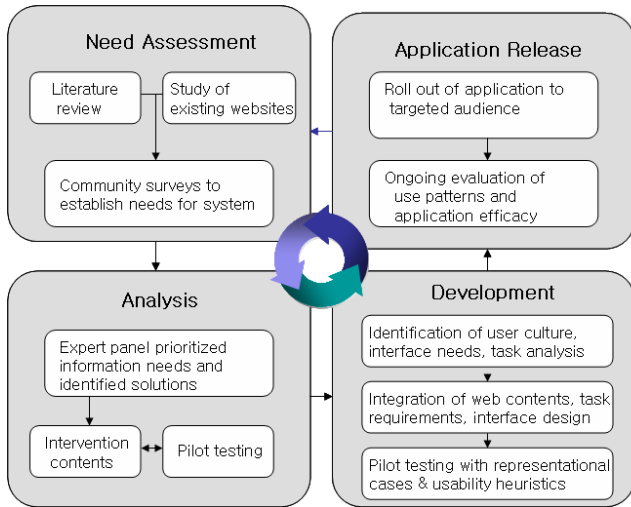 Need Assessment
Literature
review
Study of
existing websites
Community surveys to
establish needs for system
Application Release
Roll out of application to
targeted audience
Ongoing evaluation of
use patterns and
application efficacy
Analysis
Expert panel prioritized
information needs and
identified solutions
Intervention
contents
Pilot testing
Development
Identification of user culture,
interface needs, task analysis
Integration of web contents, task
requirements, interface design
Pilot testing with representational
cases & usability heuristics